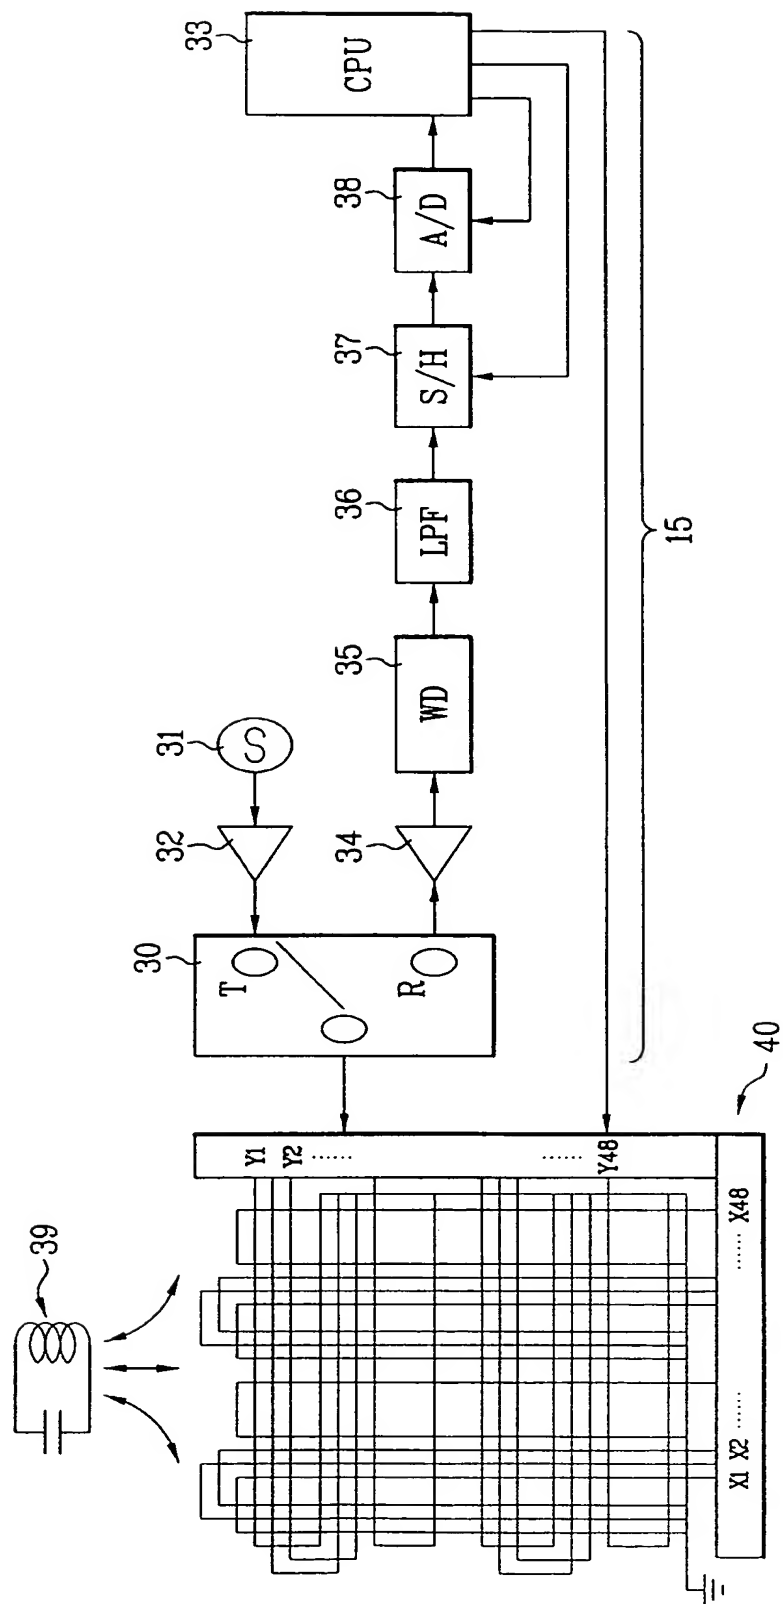 33
CPU
38
A/D
37
S/H
36
LPF
35
WD
31
S
32
34
30
T
R
15
40
39
Y1
Y2
......
......
Y48
X1 X2 ...... ...... X48